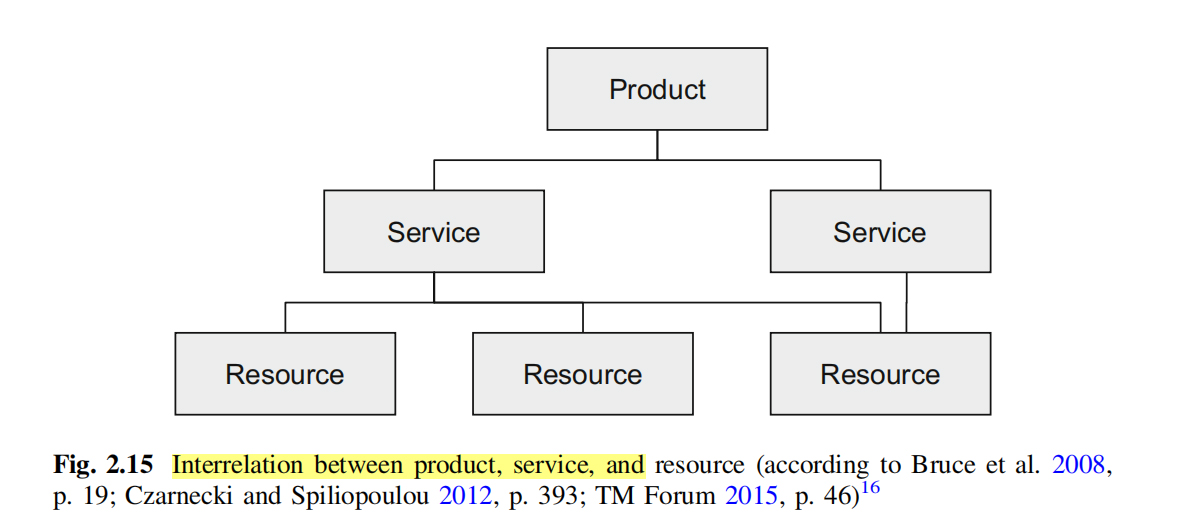 Product
Service Service
Resource Resource Resource
Fig. 2.15 Interrelation between product, service, and resource (according to Bruce et al. 2008,
p. 19; Czarnecki and Spiliopoulou 2012, p. 393; TM Forum 2015, p. 46)16